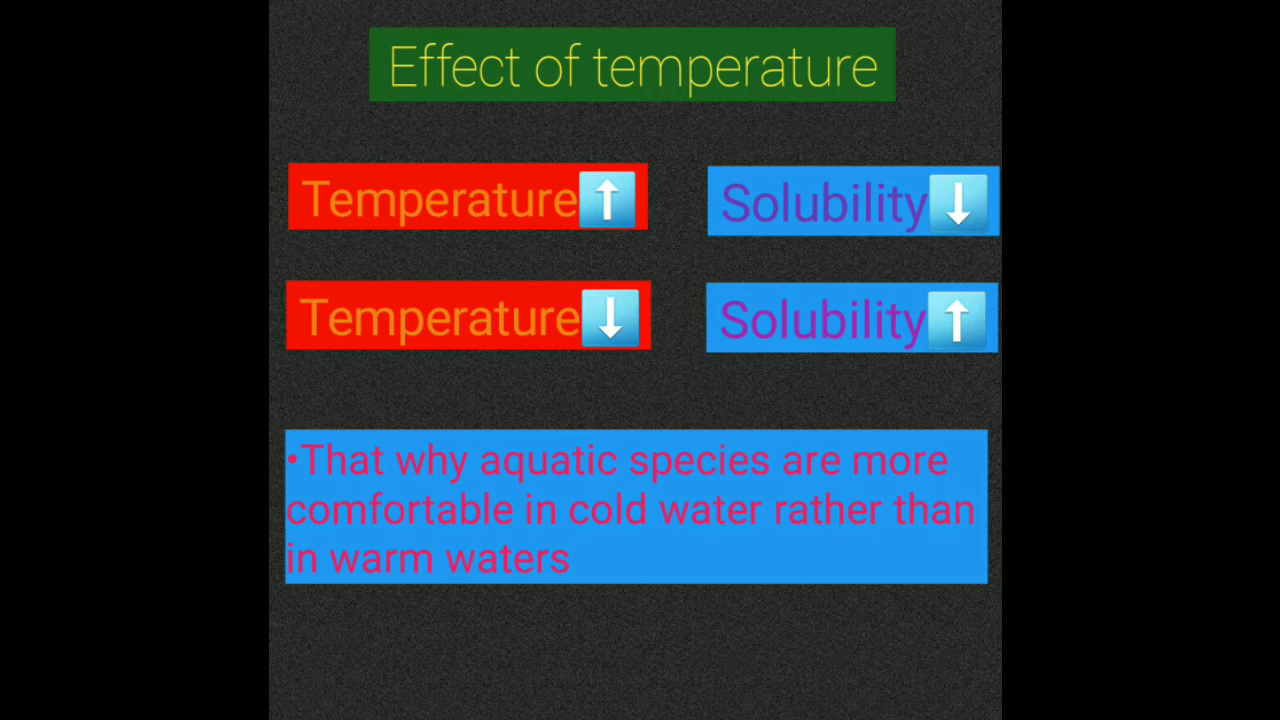 Effect of temperature
Temperature⬆️ Solubility⬇️
Temperature⬇️ Solubility⬆️
•That why aquatic species are more
comfortable in cold water rather than
in warm waters